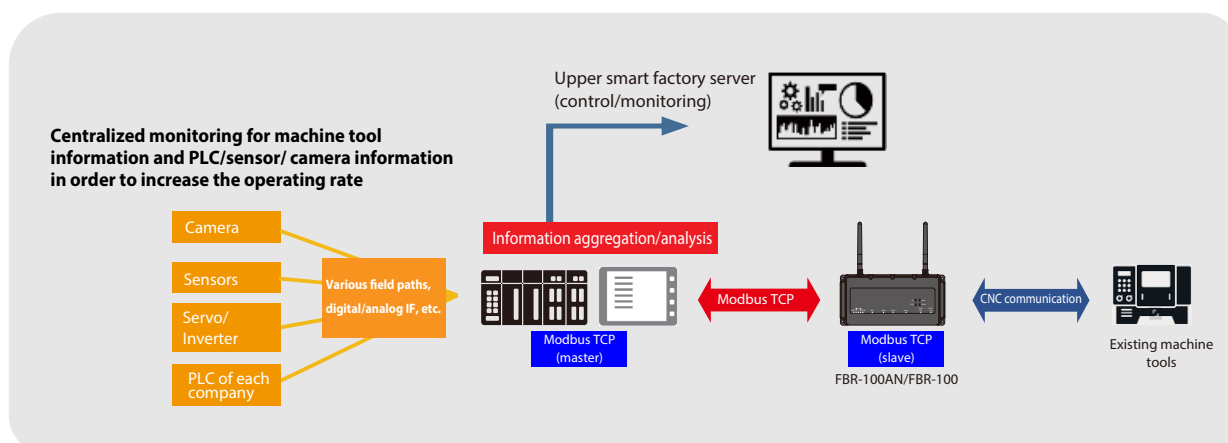 Upper smart factory server
(control/monitoring)
Centralized monitoring for machine tool
information and PLC/sensor/ camera information
in order to increase the operating rate
Camera
Sensors
Servo/
Inverter
PLC of each
company
Various field paths,
digital/analog IF, etc.
Information aggregation/analysis
Modbus TCP
(master)
Modbus TCP
Modbus TCP
(slave)
FBR-100AN/FBR-100
CNC communication
Existing machine
tools